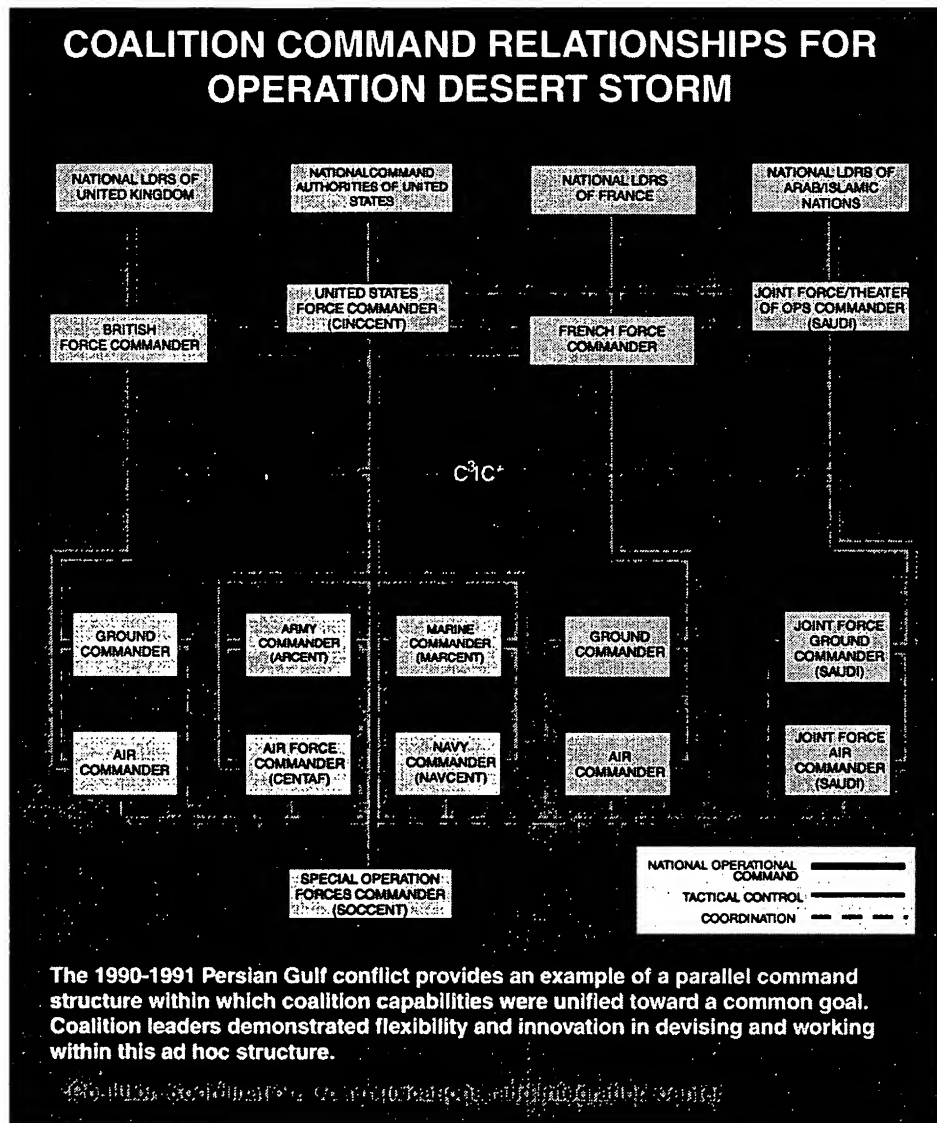 COALITION COMMAND RELATIONSHIPS FOR
OPERATION DESERT STORM
NATIONAL LDRS OF
UNITED KINGDOM
NATIONAL COMMAND
AUTHORITIES OF UNITED
STATES
NATIONAL LDRS
OF FRANCE
NATIONAL LDRS OF
ARAB/ISLAMIC
NATIONS
UNITED STATES
FORCE COMMANDER
(CINCCENT)
JOINT FORCE/THEATER
OF OPS COMMANDER
(SAUDI)
BRITISH
FORCE COMMANDER
FRENCH FORCE
COMMANDER
C³IC*
GROUND
COMMANDER
ARMY
COMMANDER
(ARCENT)
MARINE
COMMANDER
(MARCENT)
GROUND
COMMANDER
JOINT FORCE
GROUND
COMMANDER
(SAUDI)
AIR
COMMANDER
AIR FORCE
COMMANDER
(CENTAF)
NAVY
COMMANDER
(NAVCENT)
AIR
COMMANDER
JOINT FORCE
AIR
COMMANDER
(SAUDI)
SPECIAL OPERATION
FORCES COMMANDER
(SOCCENT)
NATIONAL OPERATIONAL
COMMAND
TACTICAL CONTROL
COORDINATION
The 1990-1991 Persian Gulf conflict provides an example of a parallel command
structure within which coalition capabilities were unified toward a common goal.
Coalition leaders demonstrated flexibility and innovation in devising and working
within this ad hoc structure.